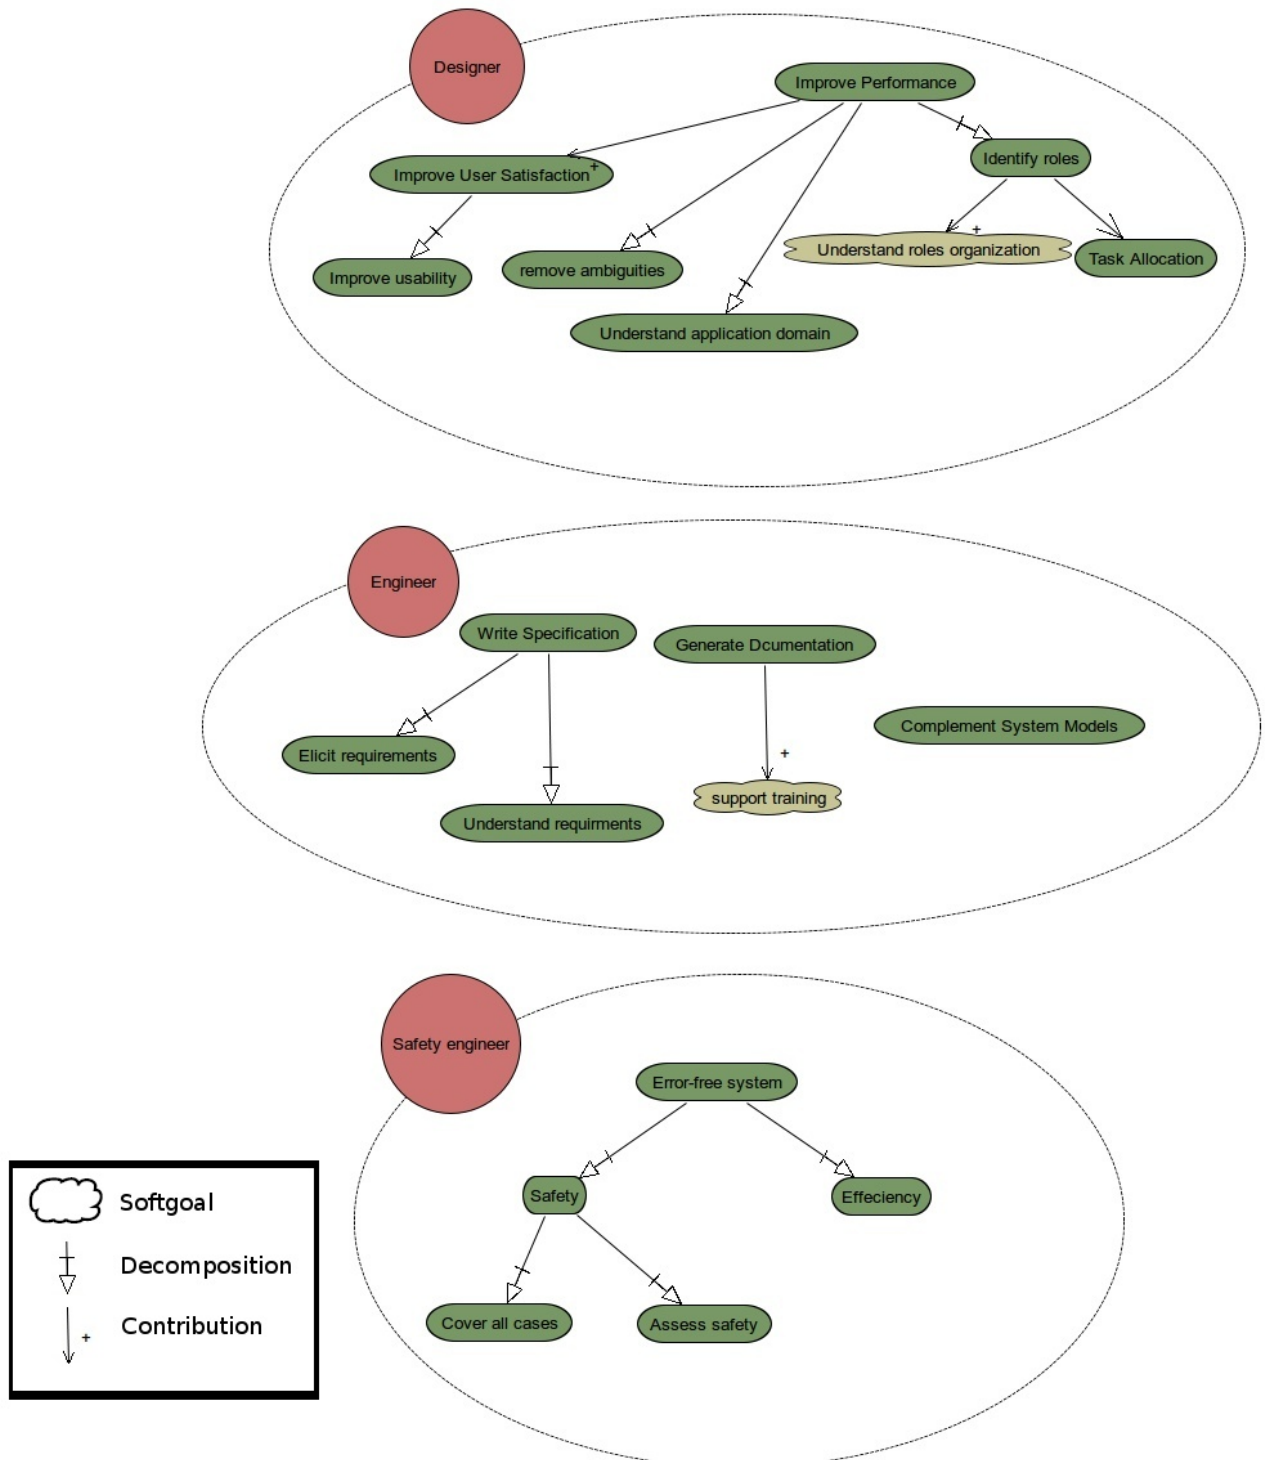 Designer
Improve Performance
Identify roles
Improve User Satisfaction
+
+
Understand roles organization
Task Allocation
remove ambiguities
Improve usability
Understand application domain
Engineer
Write Specification
Generate Dcumentation
Complement System Models
Elicit requirements
+
support training
Understand requirments
Safety engineer
Error-free system
Safety
Effeciency
Cover all cases
Assess safety
Softgoal
Decomposition
Contribution
+